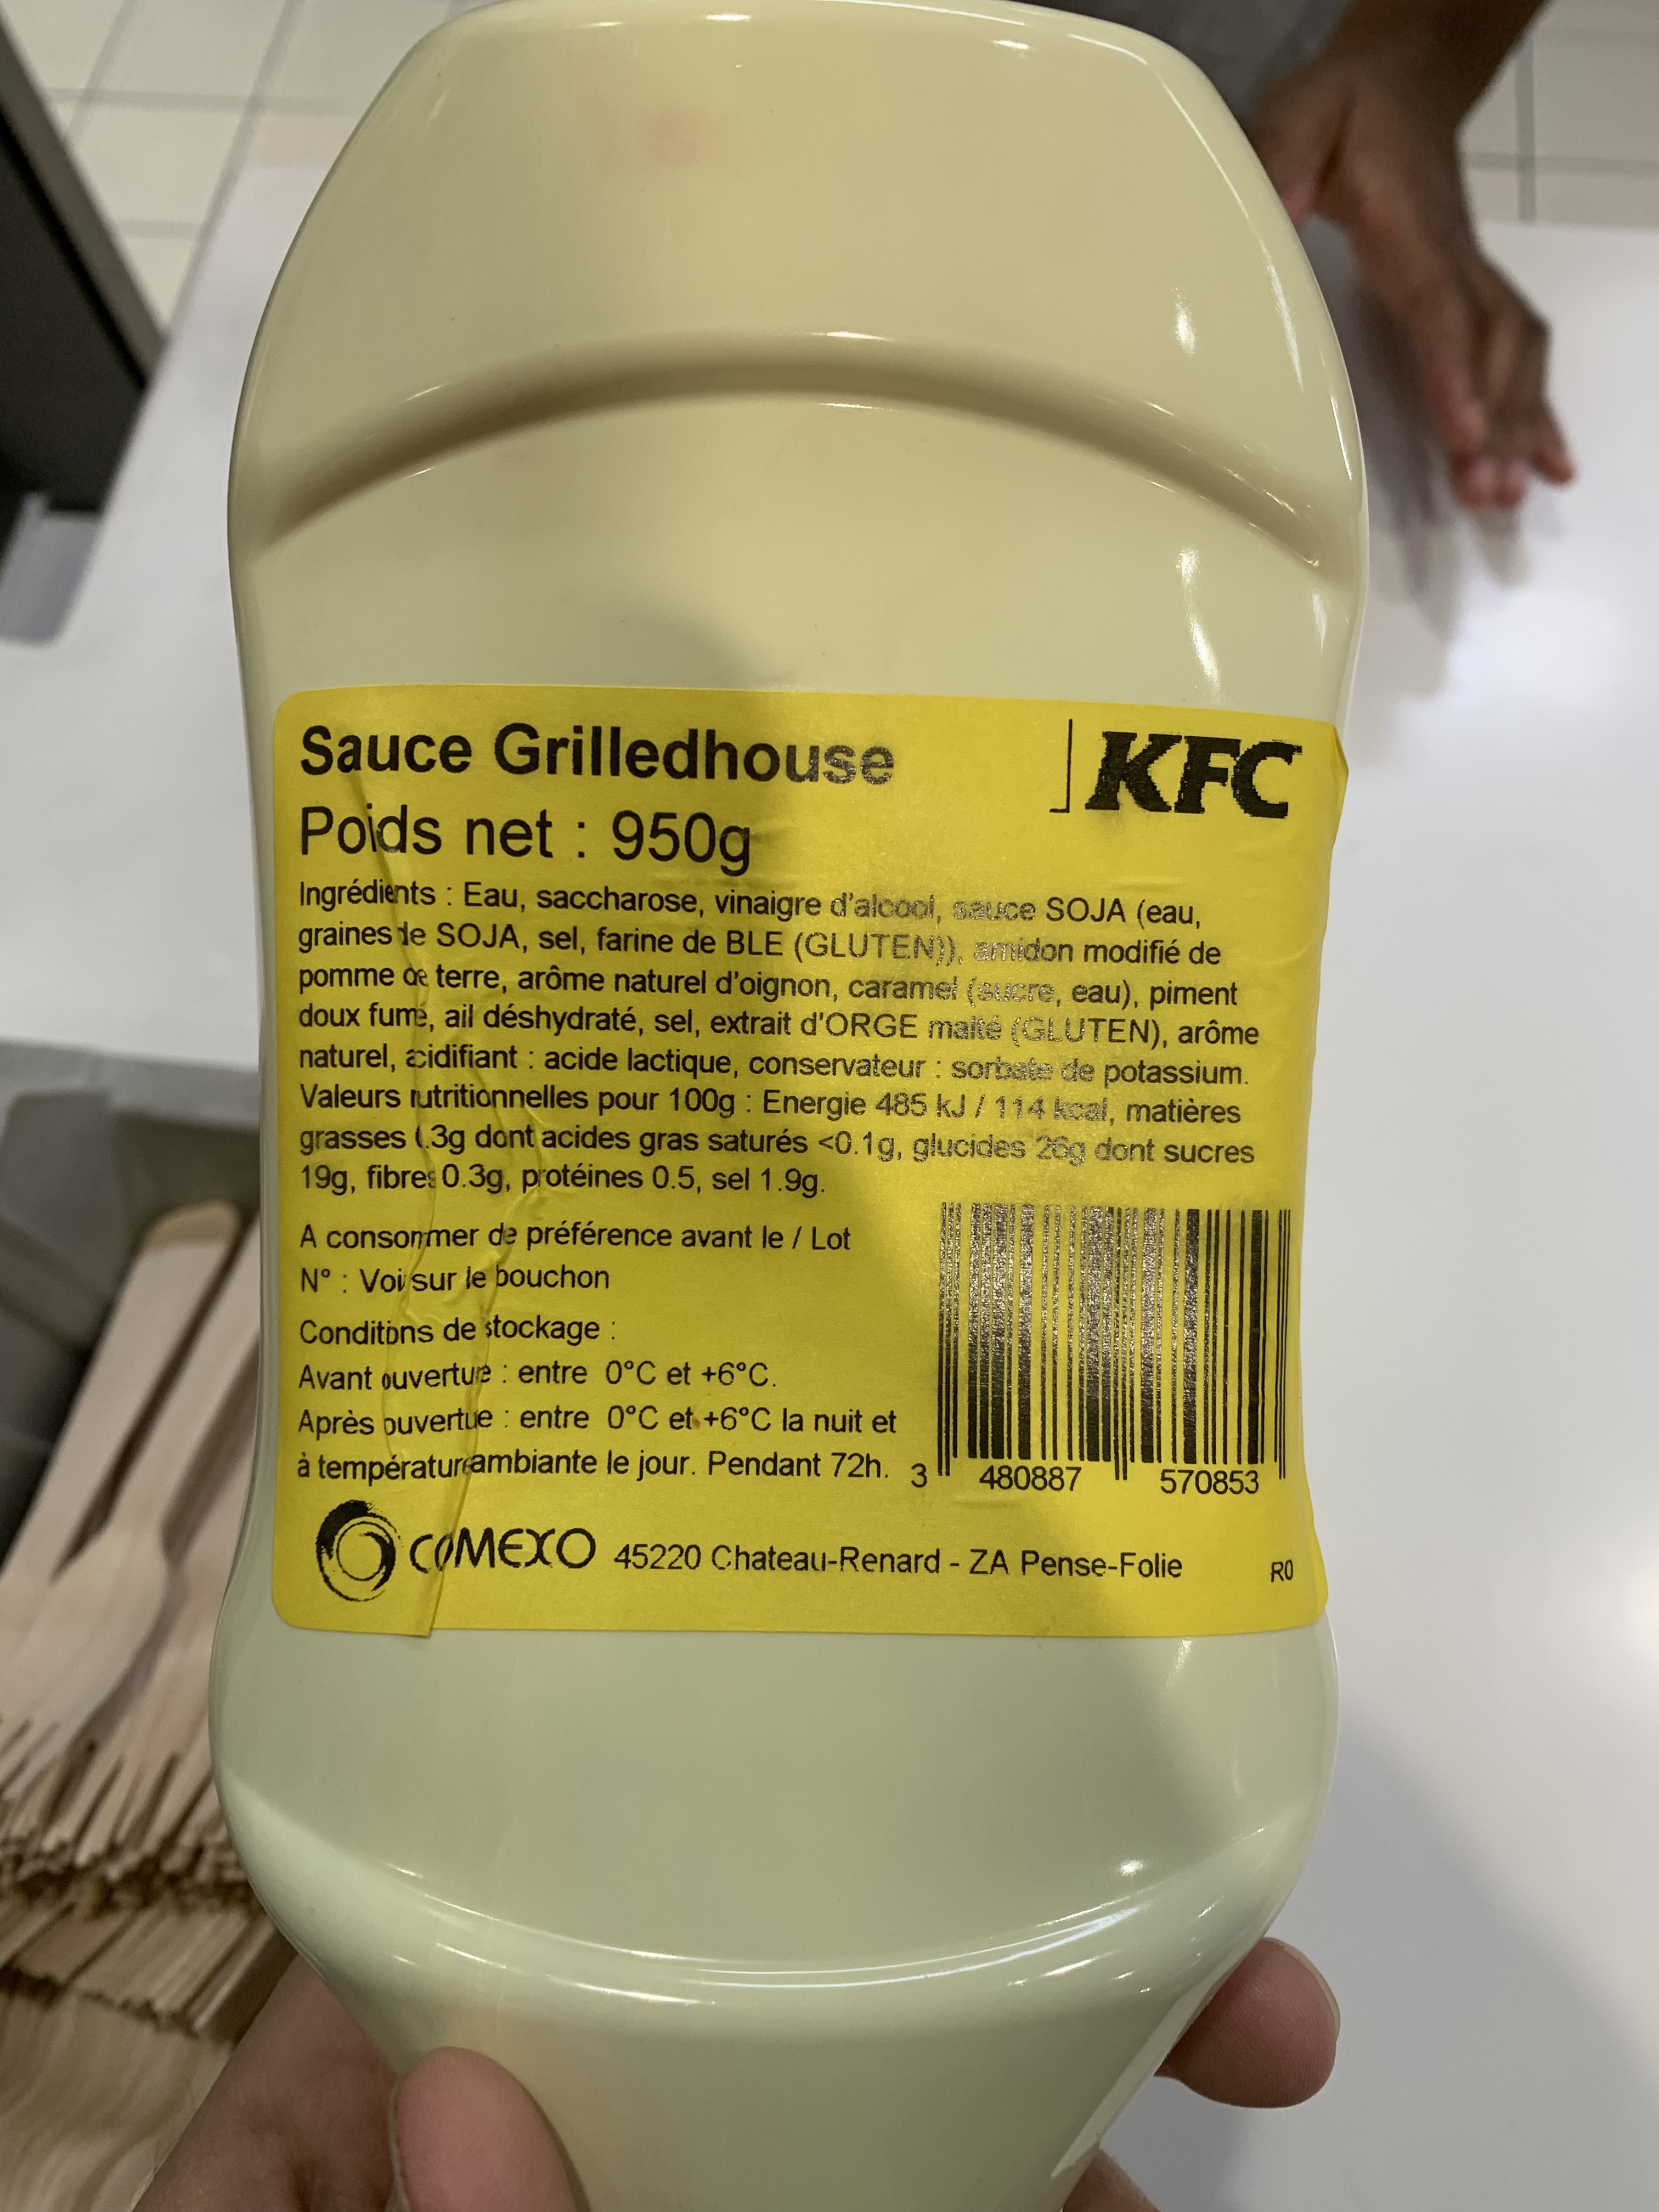 Sauce Grilledhouse
KFC
Poids net : 950g
Ingrédients : Eau, saccharose, vinaigre d'alcool, sauce SOJA (eau,
graines de SOJA, sel, farine de BLE (GLUTEN)), amidon modifié de
pomme de terre, arôme naturel d'oignon, caramel (sucre, eau), piment
doux fumé, ail déshydraté, sel, extrait d'ORGE malté (GLUTEN), arôme
naturel, acidifiant : acide lactique, conservateur : sorbate de potassium.
Valeurs nutritionnelles pour 100g : Energie 485 kJ / 114 kcal, matières
grasses .3g dont acides gras saturés <0.1g, glucides 26g dont sucres
19g, fibres 0.3g, protéines 0.5, sel 1.9g.
A consommer de préférence avant le / Lot
N° : Voi sur le bouchon
Conditions de stockage :
Avant ouverture : entre 0°C et +6°C.
Après ouverture : entre 0°C et +6°C la nuit et
à température ambiante le jour. Pendant 72h.
3 480887 570853
COMEXO 45220 Chateau-Renard - ZA Pense-Folie R0